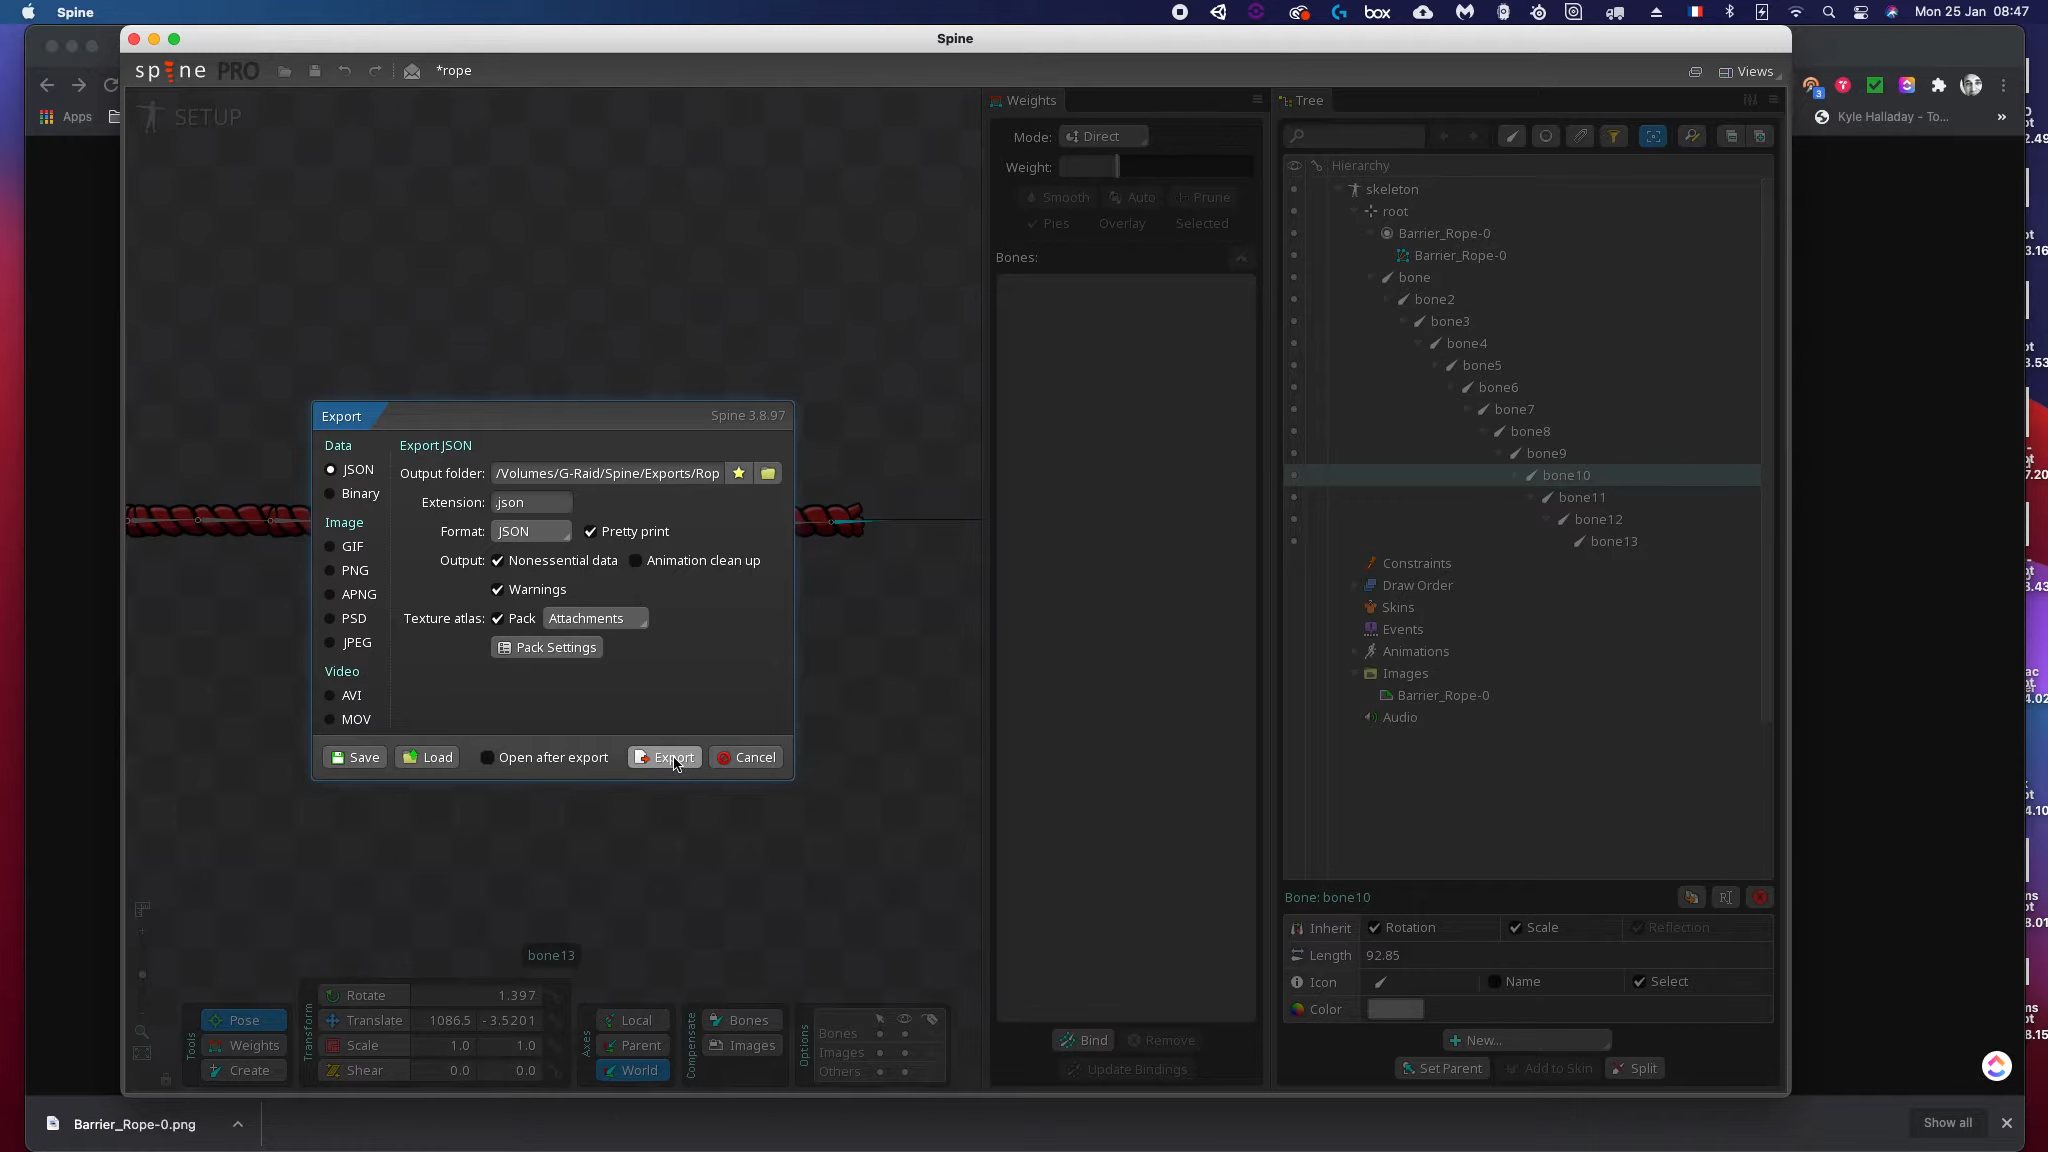 Spine
box
Mon 25 Jan 08:47
Spine
spine PRO
*rope
Views
3
Apps
Kyle Halladay - To...
»
SETUP
Weights
Tree
Mode:
Direct
Weight:
Smooth
Auto
Prune
Pies
Overlay
Selected
Bones:
Hierarchy
skeleton
root
Barrier_Rope-0
Barrier_Rope-0
bone
bone2
bone3
bone4
bone5
bone6
bone7
bone8
bone9
bone10
bone11
bone12
bone13
Constraints
Draw Order
Skins
Events
Animations
Images
Barrier_Rope-0
Audio
Export
Spine 3.8.97
Data
JSON
Binary
Image
GIF
PNG
APNG
PSD
JPEG
Video
AVI
MOV
Export JSON
Output folder:
/Volumes/G-Raid/Spine/Exports/Rop
Extension:
.json
Format:
JSON
Pretty print
Output:
Nonessential data
Animation clean up
Warnings
Texture atlas:
Pack
Attachments
Pack Settings
Save
Load
Open after export
Export
Cancel
Bone: bone10
Inherit
Rotation
Scale
Reflection
Length
92.85
Icon
Name
Select
Color
New...
Set Parent
Add to Skin
Split
Bind
Remove
Update Bindings
bone13
Tools
Pose
Weights
Create
Transform
Rotate
1.397
Translate
1086.5
-3.5201
Scale
1.0
1.0
Shear
0.0
0.0
Axes
Local
Parent
World
Compensate
Bones
Images
Options
Bones
Images
Others
Barrier_Rope-0.png
Show all